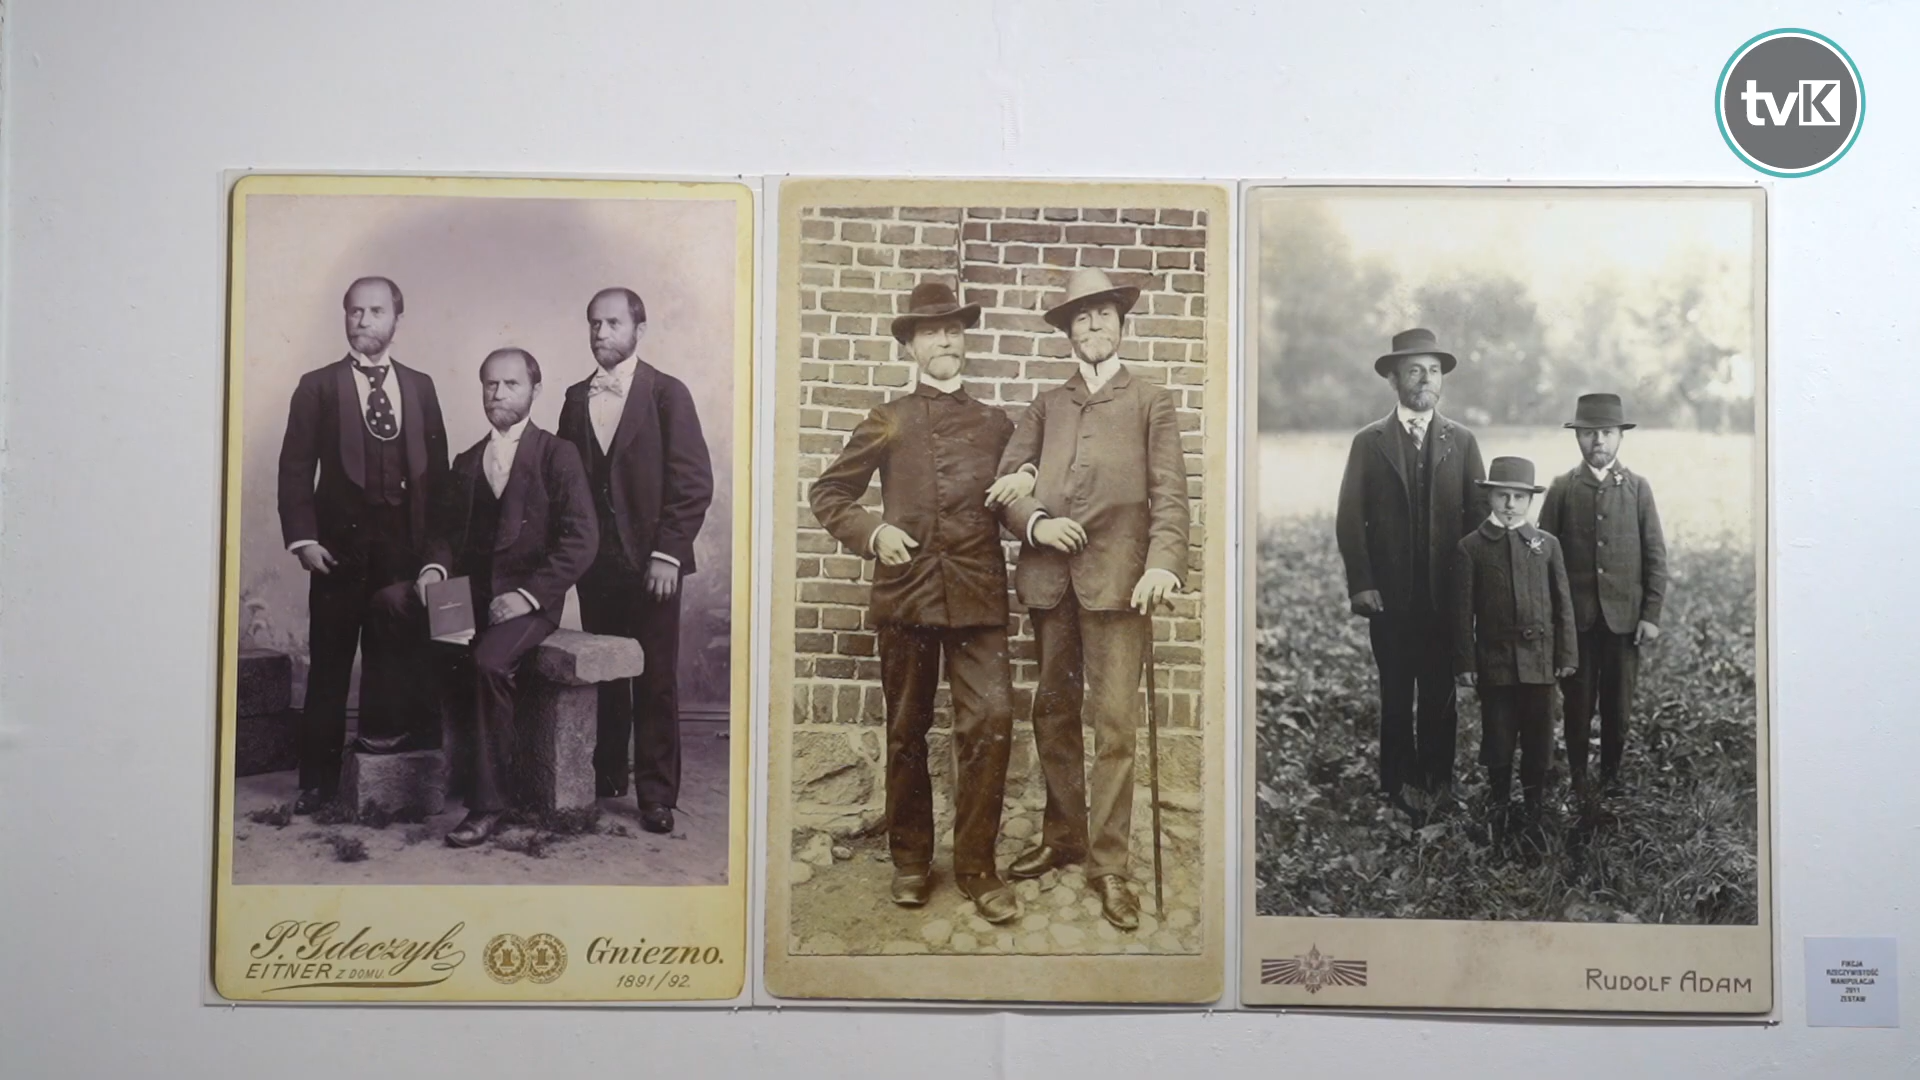 tvK
P. Gdeczyk
EITNER Z DOMU.
Gniezno.
1891/92
RUDOLF ADAM
FIKCJA
RZECZYWISTOŚĆ
MANIPULACJA
2011
ZESTAW